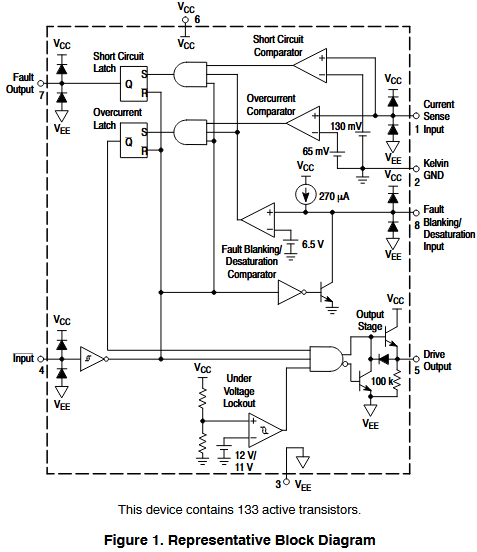 VCC
6
VCC
VCC
Short Circuit
Latch
Short Circuit
Comparator
Fault
Output
7
S
Q
R
VEE
Overcurrent
Latch
Overcurrent
Comparator
VCC
Current
Sense
1 Input
S
Q
R
130 mV
65 mV
VEE
Kelvin
2 GND
VCC
VCC
270 µA
Fault
8 Blanking/
Desaturation
Input
6.5 V
VEE
Fault Blanking/
Desaturation
Comparator
VCC
VCC
Output
Stage
Input
4
Drive
5 Output
VCC
Under
Voltage
Lockout
100 k
VEE
VEE
12 V/
11 V
3 VEE
This device contains 133 active transistors.
Figure 1. Representative Block Diagram